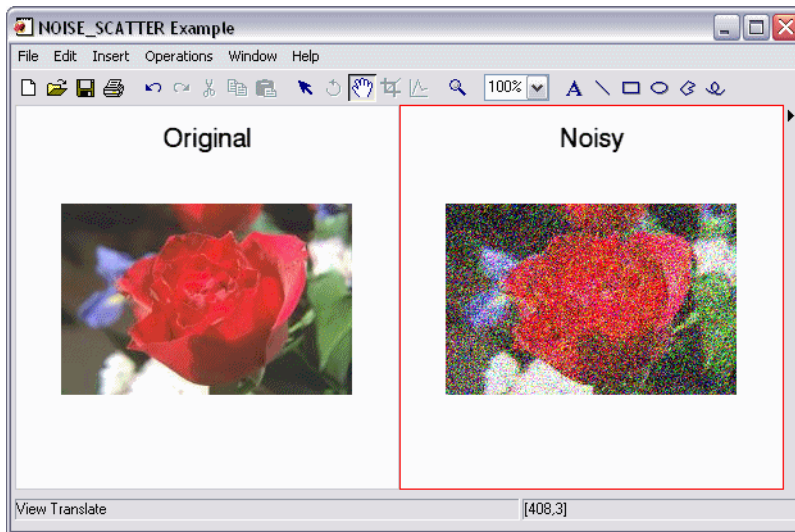 NOISE_SCATTER Example
File Edit Insert Operations Window Help
100% A
Original Noisy
View Translate [408,3]